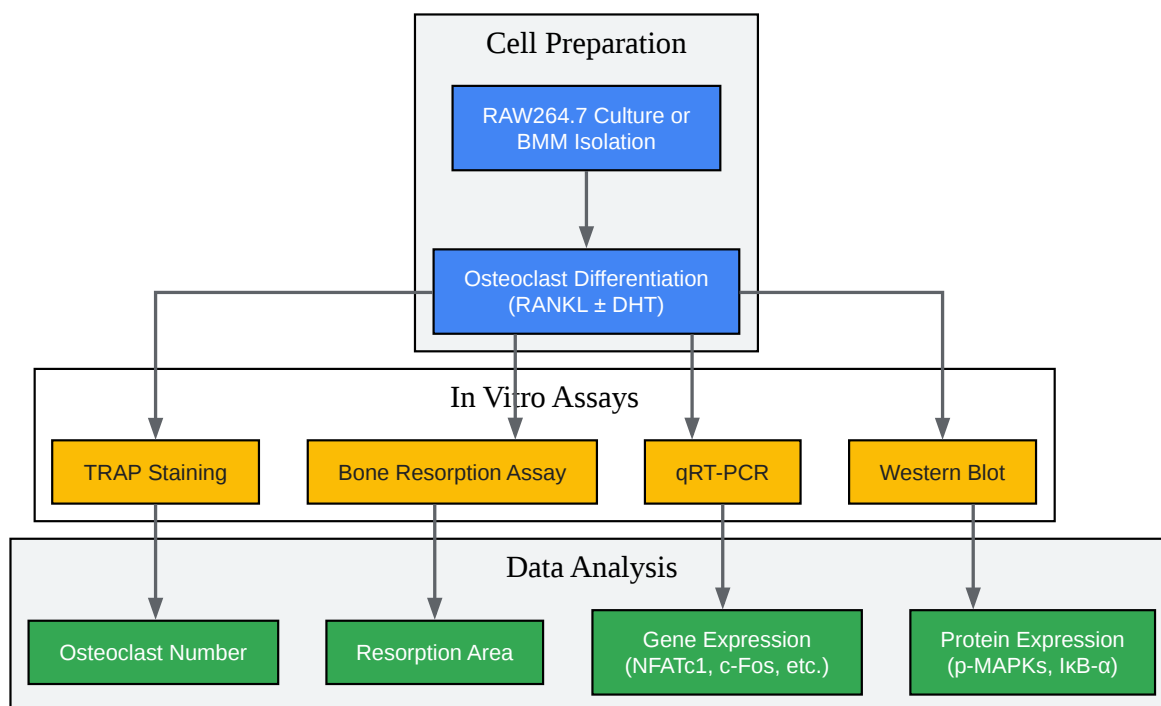 Cell Preparation
RAW264.7 Culture or
BMM Isolation
Osteoclast Differentiation
(RANKL ± DHT)
In Vitro Assays
TRAP Staining
Bone Resorption Assay
qRT-PCR
Western Blot
Data Analysis
Osteoclast Number
Resorption Area
Gene Expression
(NFATc1, c-Fos, etc.)
Protein Expression
(p-MAPKs, IκB-α)